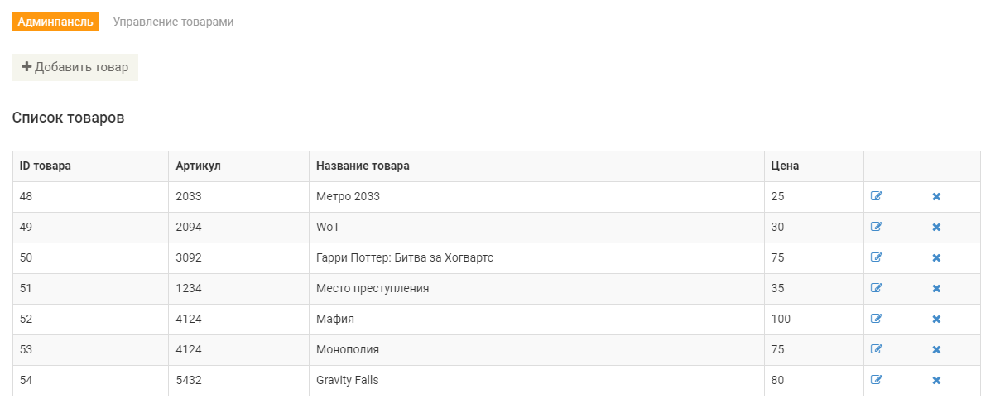 Админпанель Управление товарами
Добавить товар
Список товаров
ID товара Артикул Название товара Цена
48 2033 Метро 2033 25
49 2094 WoT 30
50 3092 Гарри Поттер: Битва за Хогвартс 75
51 1234 Место преступления 35
52 4124 Мафия 100
53 4124 Монополия 75
54 5432 Gravity Falls 80